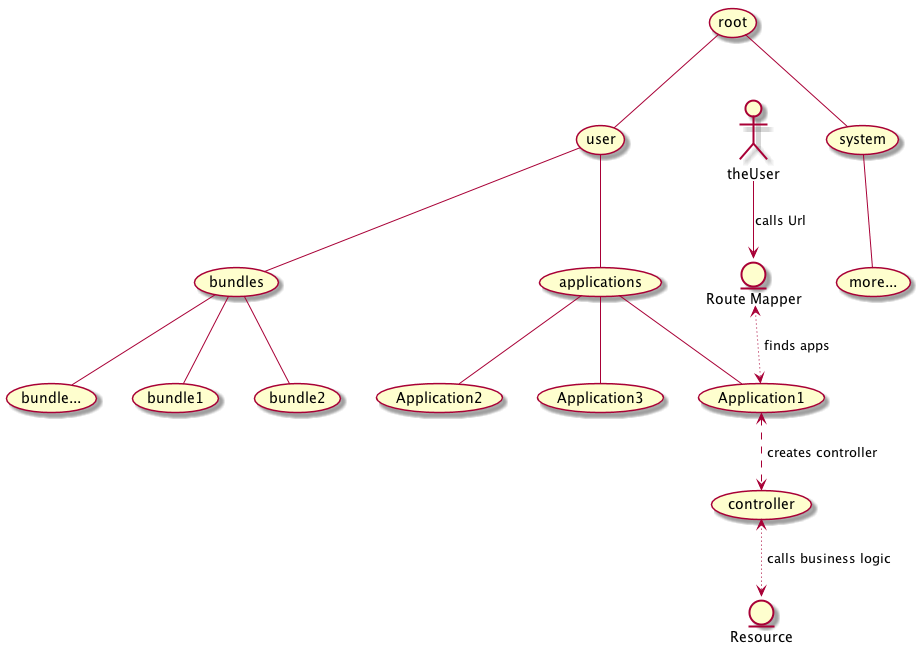 root
user
system
theUser
calls Url
bundles
applications
Route Mapper
more...
finds apps
bundle...
bundle1
bundle2
Application2
Application3
Application1
creates controller
controller
calls business logic
Resource